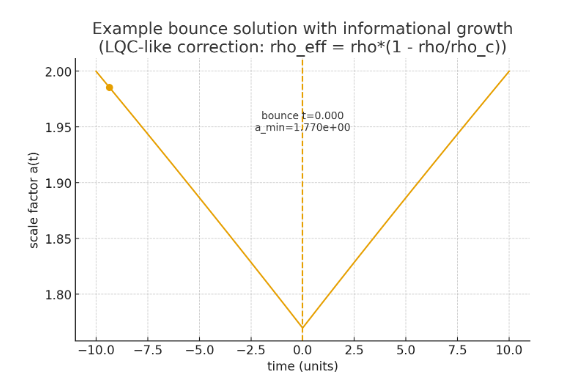 Example bounce solution with informational growth
(LQC-like correction: rho_eff = rho*(1 - rho/rho_c))
2.00
1.95
1.90
1.85
1.80
scale factor a(t)
bounce t=0.000
a_min=1.770e+00
−10.0 −7.5 −5.0 −2.5 0.0 2.5 5.0 7.5 10.0
time (units)